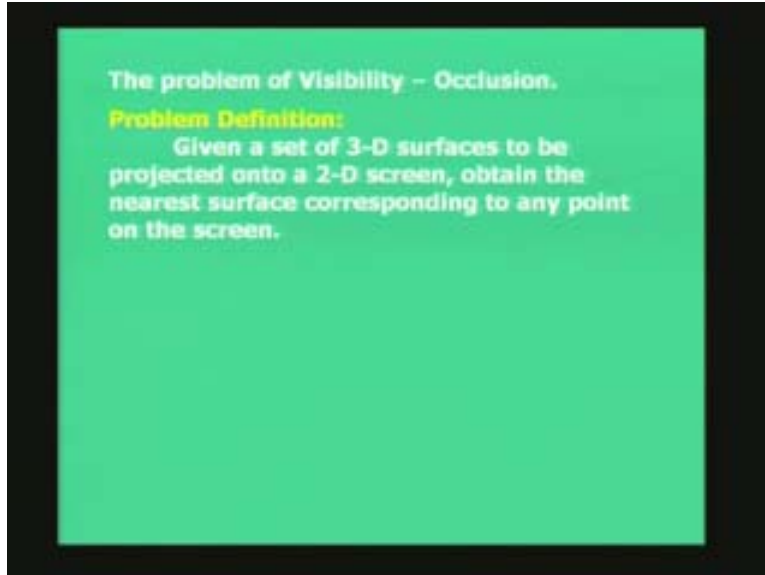 The problem of Visibility – Occlusion.
Problem Definition:
Given a set of 3-D surfaces to be
projected onto a 2-D screen, obtain the
nearest surface corresponding to any point
on the screen.